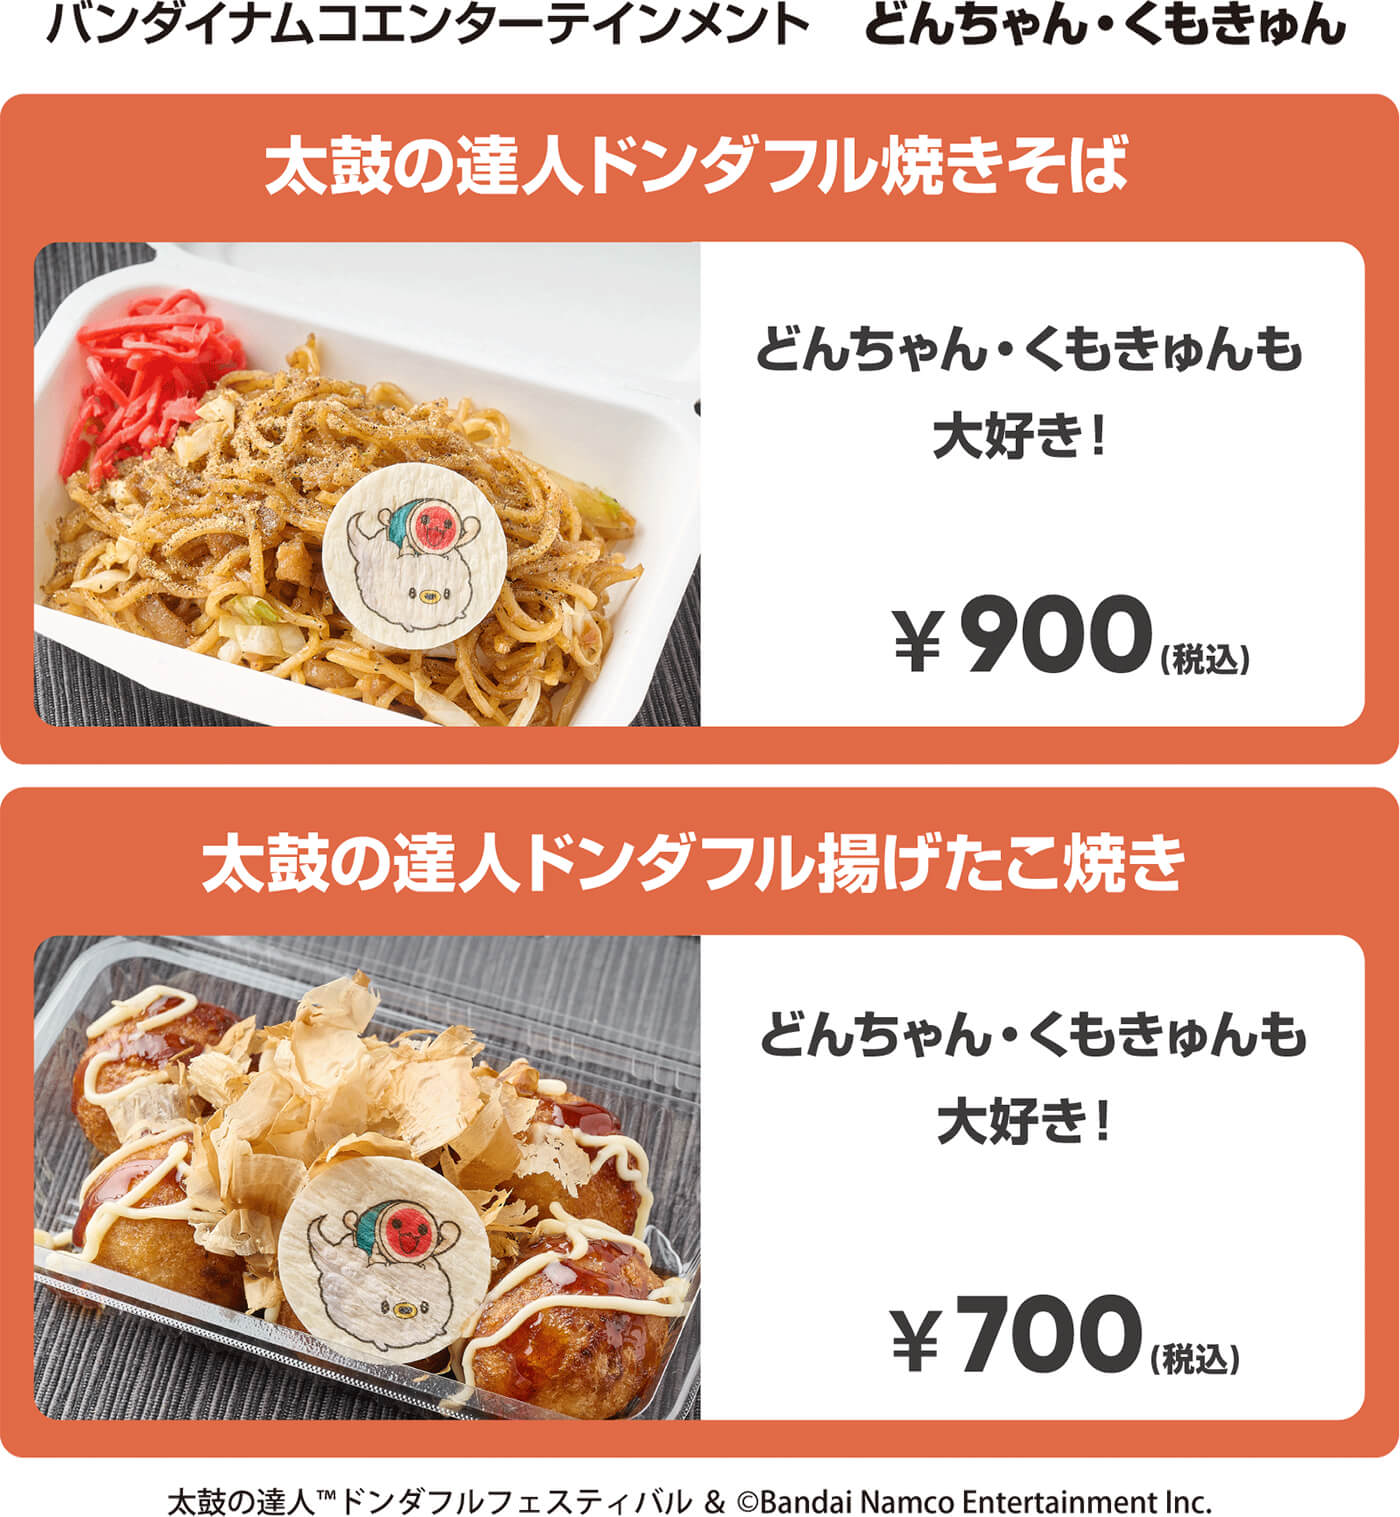 バンダイナムコエンターテインメント　どんちゃん・くもきゅん
太鼓の達人ドンダフル焼きそば
どんちゃん・くもきゅんも
大好き！
￥900(税込)
太鼓の達人ドンダフル揚げたこ焼き
どんちゃん・くもきゅんも
大好き！
￥700(税込)
太鼓の達人™ドンダフルフェスティバル & ©Bandai Namco Entertainment Inc.